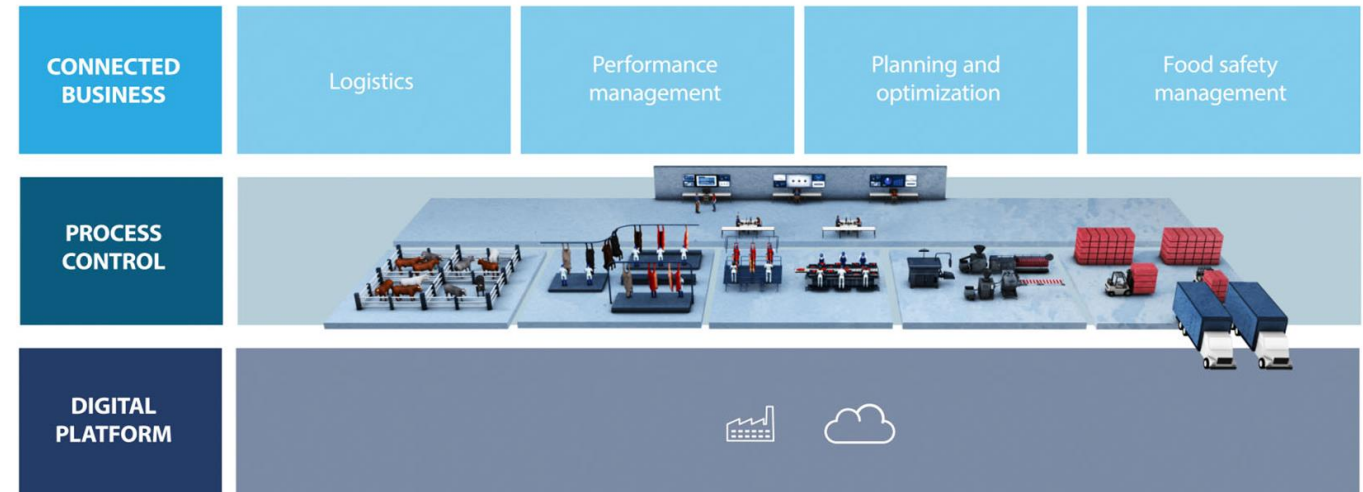 CONNECTED
BUSINESS
Logistics
Performance
management
Planning and
optimization
Food safety
management
PROCESS
CONTROL
DIGITAL
PLATFORM